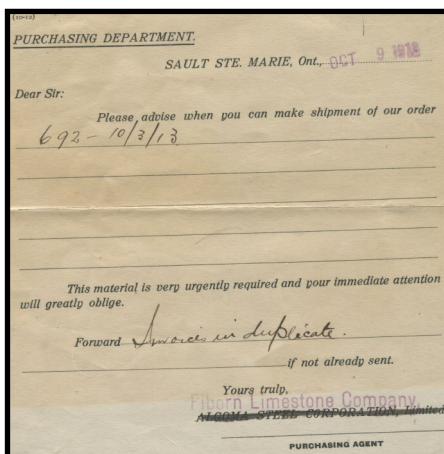 (10-12)
PURCHASING DEPARTMENT.
SAULT STE. MARIE, Ont., OCT 9 1913
Dear Sir:
Please advise when you can make shipment of our order
692 - 10/3/13
This material is very urgently required and your immediate attention
will greatly oblige.
Forward Invoices in duplicate.
if not already sent.
Yours truly,
Fiborn Limestone Company,
ALGOMA STEEL CORPORATION, Limited
PURCHASING AGENT